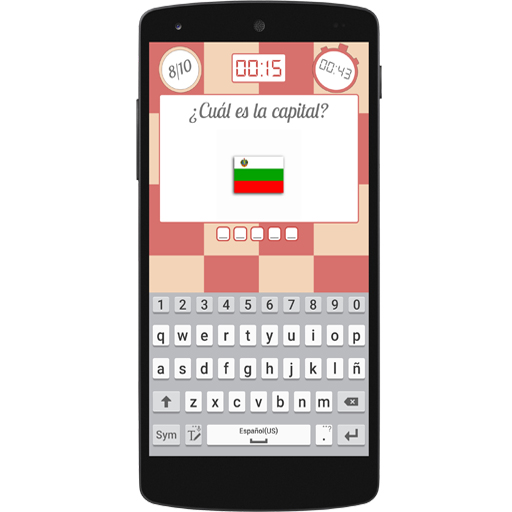 8/10
00:15
00:43
¿Cuál es la capital?
1 2 3 4 5 6 7 8 9 0
q w e r t y u i o p
a s d f g h j k l ñ
z x c v b n m
Sym T Español(US) . ...?